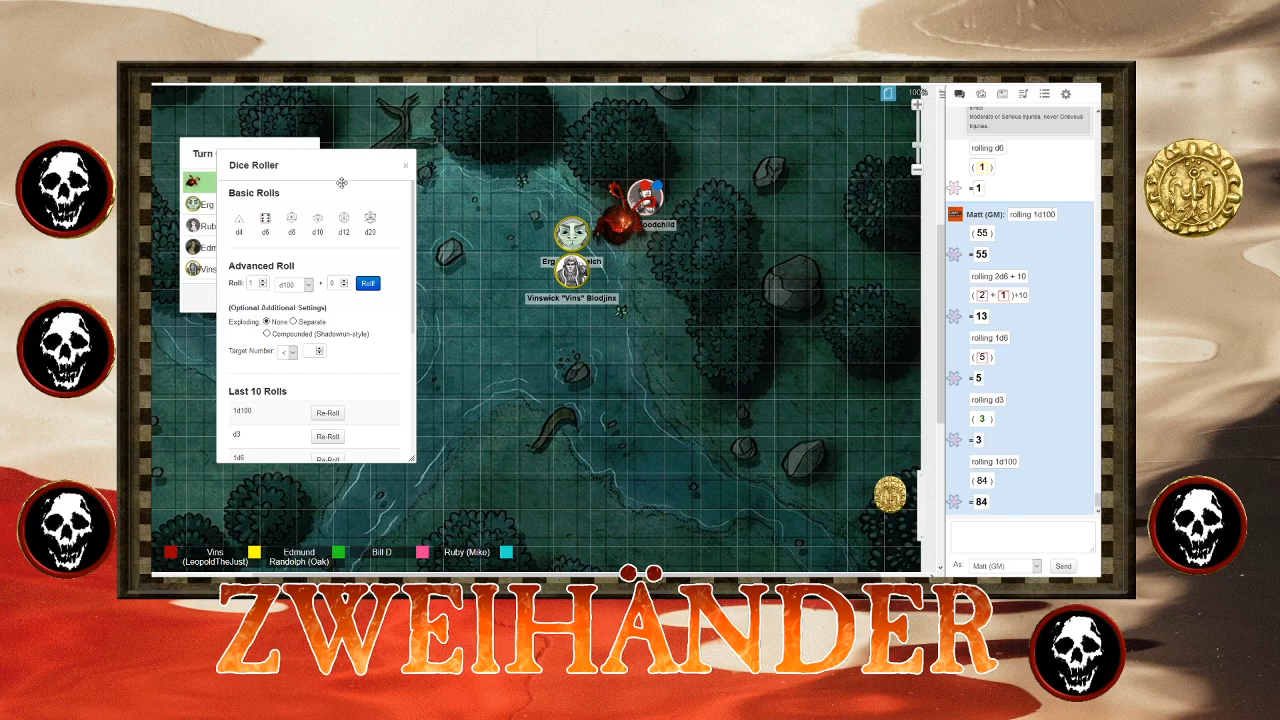 Turn
Erg
Rub
Edm
Vins
Dice Roller
×
Basic Rolls
d4 d6 d8 d10 d12 d20
Advanced Roll
Roll: 1 d100 + 0 Roll!
(Optional Additional Settings)
Exploding: None Separate
Compounded (Shadowrun-style)
Target Number: <
Last 10 Rolls
1d100 Re-Roll
d3 Re-Roll
1d6 Re-Roll
100%
oodchild
Erg eich
Vinswick "Vins" Blodjinx
Vins
(LeopoldTheJust)
Edmund
Randolph (Oak)
Bill D
Ruby (Mike)
Moderate or Serious Injuries, never Grievous
Injuries.
rolling d6
( 1 )
= 1
Matt (GM): rolling 1d100
( 55 )
= 55
rolling 2d6 + 10
( 2 + 1 )+10
= 13
rolling 1d6
( 5 )
= 5
rolling d3
( 3 )
= 3
rolling 1d100
( 84 )
= 84
As: Matt (GM) Send
ZWEIHÄNDER